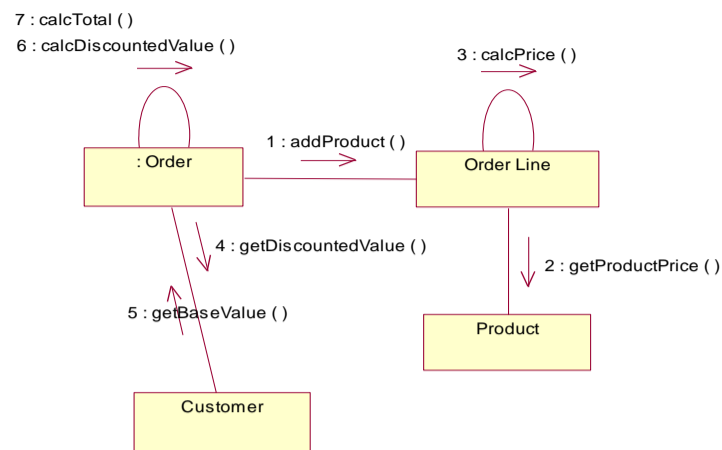 7 : calcTotal ( )
6 : calcDiscountedValue ( )
3 : calcPrice ( )
1 : addProduct ( )
: Order
Order Line
4 : getDiscountedValue ( )
2 : getProductPrice ( )
5 : getBaseValue ( )
Product
Customer